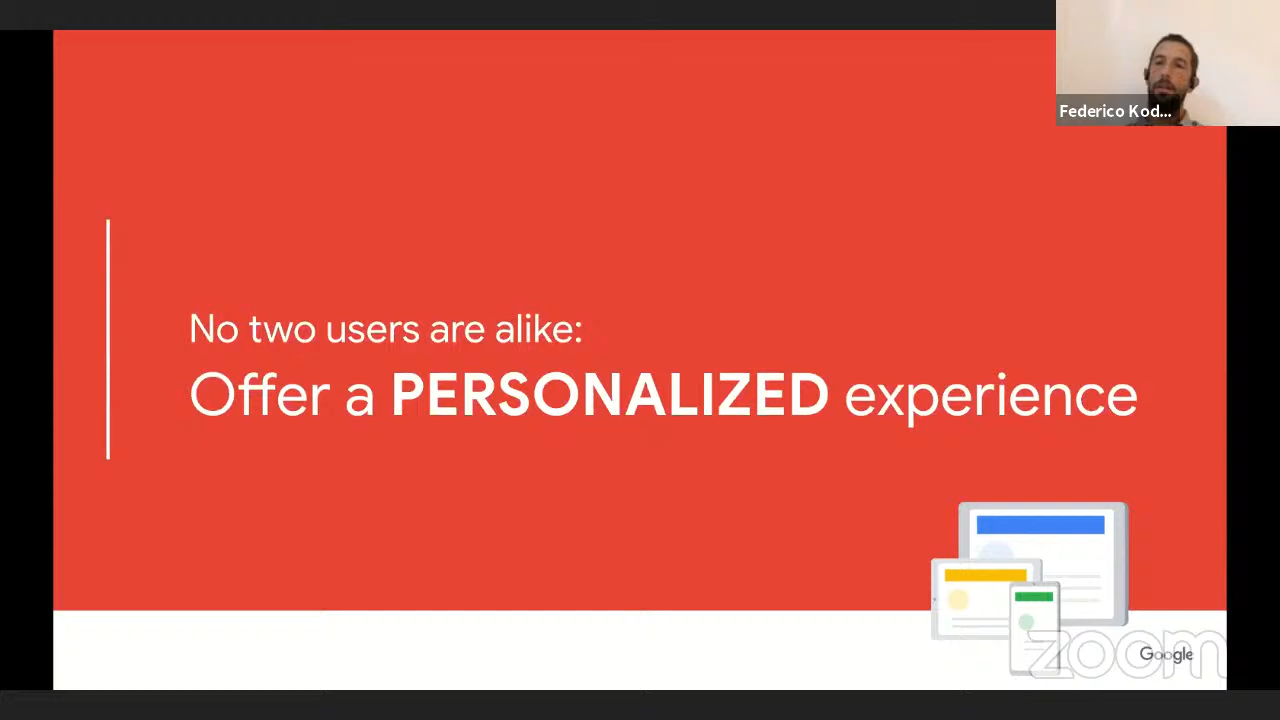 Federico Kod...
No two users are alike:
Offer a PERSONALIZED experience
zoom
Google